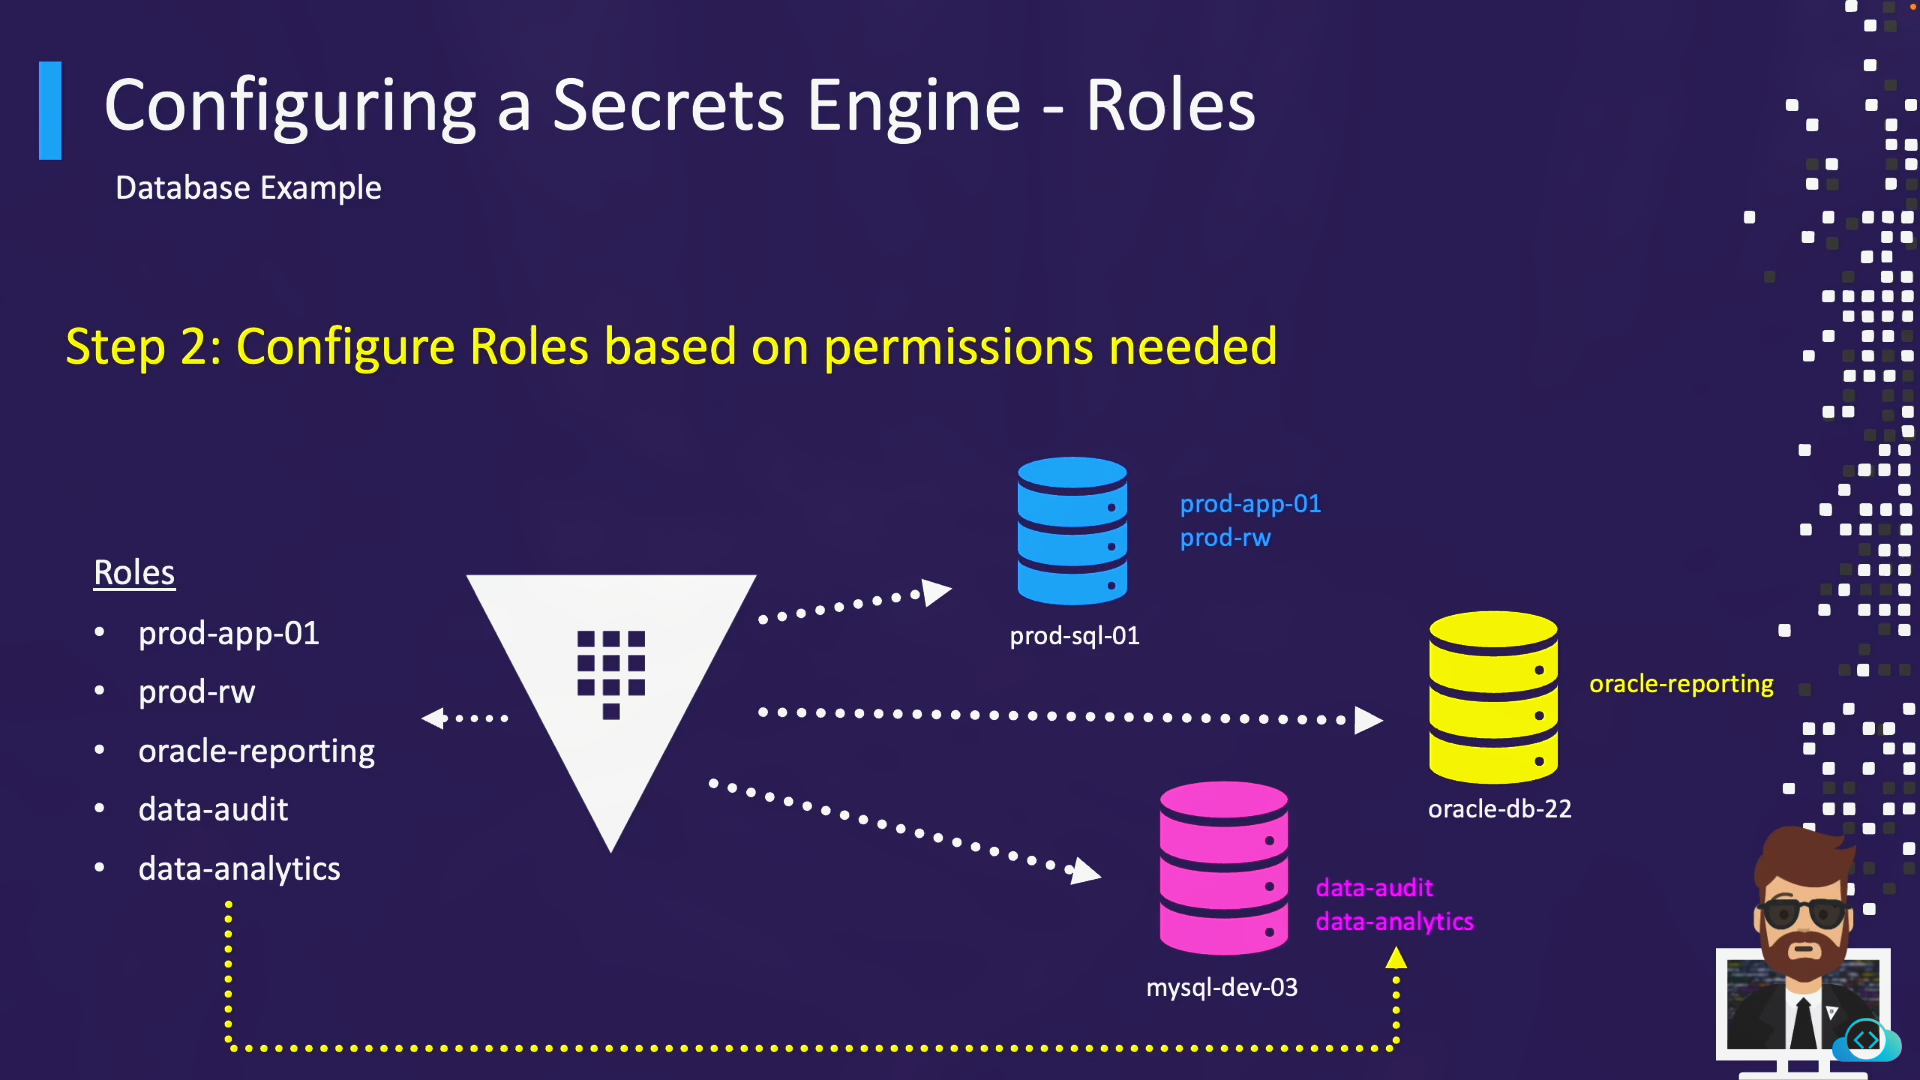 Configuring a Secrets Engine - Roles
Database Example
Step 2: Configure Roles based on permissions needed
Roles
• prod-app-01
• prod-rw
• oracle-reporting
• data-audit
• data-analytics
prod-app-01
prod-rw
prod-sql-01
oracle-reporting
oracle-db-22
data-audit
data-analytics
mysql-dev-03